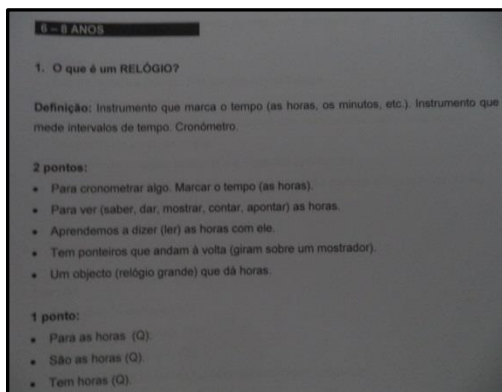 6 – 8 ANOS
1. O que é um RELÓGIO?
Definição: Instrumento que marca o tempo (as horas, os minutos, etc.). Instrumento que
mede intervalos de tempo. Cronómetro.
2 pontos:
• Para cronometrar algo. Marcar o tempo (as horas).
• Para ver (saber, dar, mostrar, contar, apontar) as horas.
• Aprendemos a dizer (ler) as horas com ele.
• Tem ponteiros que andam à volta (giram sobre um mostrador).
• Um objecto (relógio grande) que dá horas.
1 ponto:
• Para as horas (Q).
• São as horas (Q).
• Tem horas (Q).